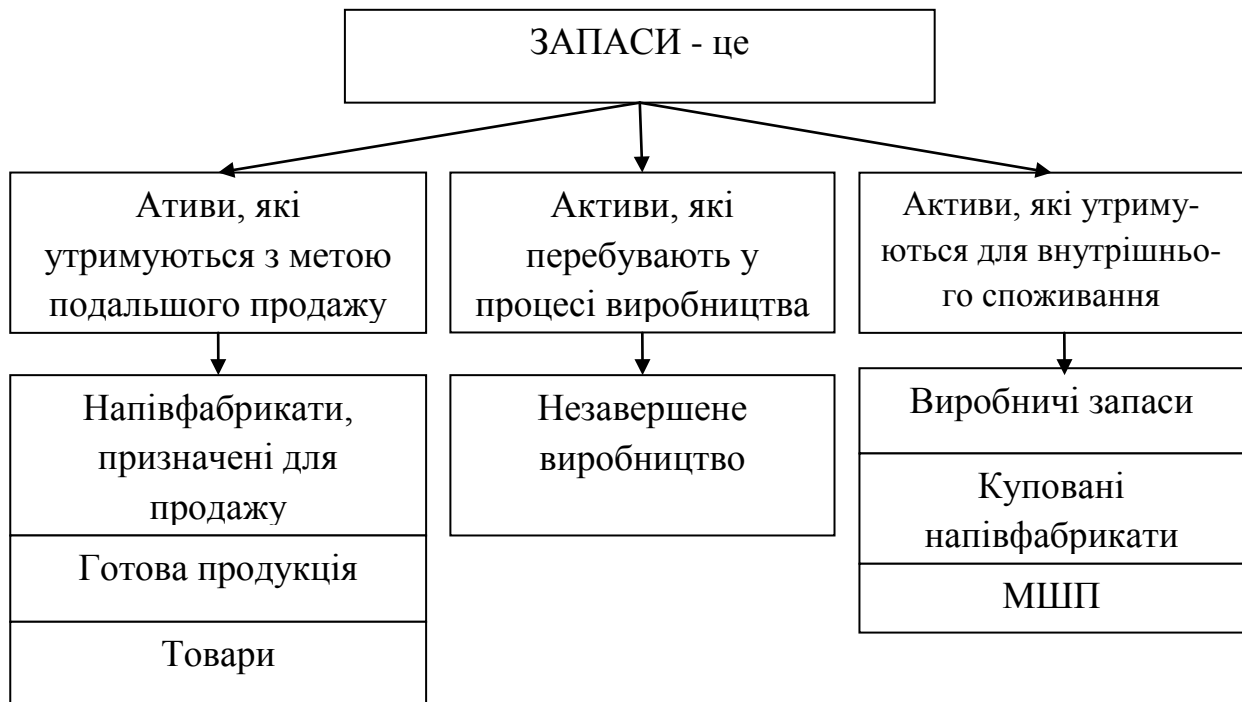 ЗАПАСИ - це
Ативи, які
утримуються з метою
подальшого продажу
Активи, які
перебувають у
процесі виробництва
Активи, які утриму-
ються для внутрішньо-
го споживання
Напівфабрикати,
призначені для
продажу
Готова продукція
Товари
Незавершене
виробництво
Виробничі запаси
Куповані
напівфабрикати
МШП